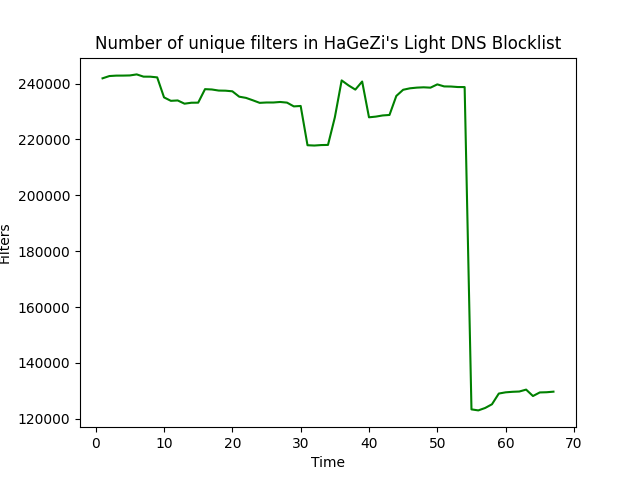 Number of unique filters in HaGeZi's Light DNS Blocklist
240000
220000
200000
180000
160000
140000
120000
Filters
0 10 20 30 40 50 60 70
Time